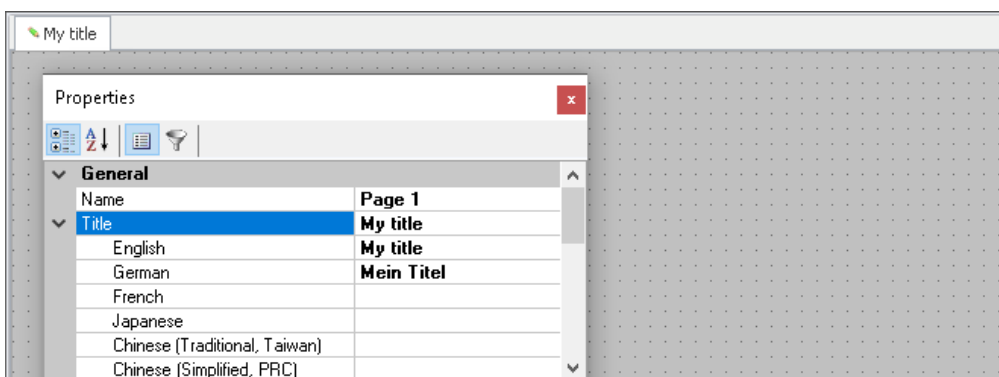 My title
Properties
General
Name Page 1
Title My title
English My title
German Mein Titel
French
Japanese
Chinese (Traditional, Taiwan)
Chinese (Simplified, PRC)